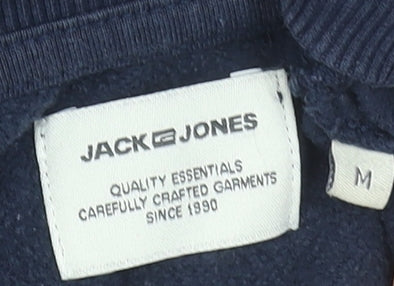 JACK & JONES
QUALITY ESSENTIALS
CAREFULLY CRAFTED GARMENTS
SINCE 1990
M